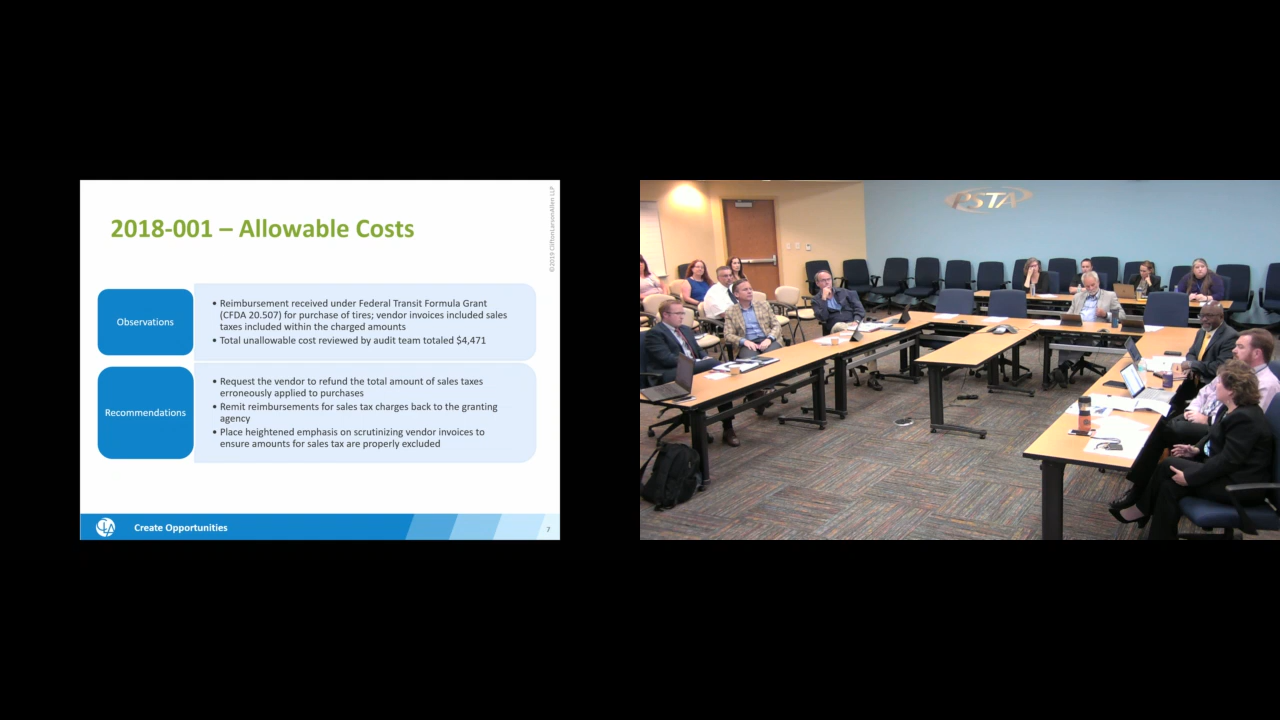 2018-001 – Allowable Costs
©2019 CliftonLarsonAllen LLP
Observations
• Reimbursement received under Federal Transit Formula Grant
(CFDA 20.507) for purchase of tires; vendor invoices included sales
taxes included within the charged amounts
• Total unallowable cost reviewed by audit team totaled $4,471
Recommendations
• Request the vendor to refund the total amount of sales taxes
erroneously applied to purchases
• Remit reimbursements for sales tax charges back to the granting
agency
• Place heightened emphasis on scrutinizing vendor invoices to
ensure amounts for sales tax are properly excluded
CLA
Create Opportunities
7
PSTA